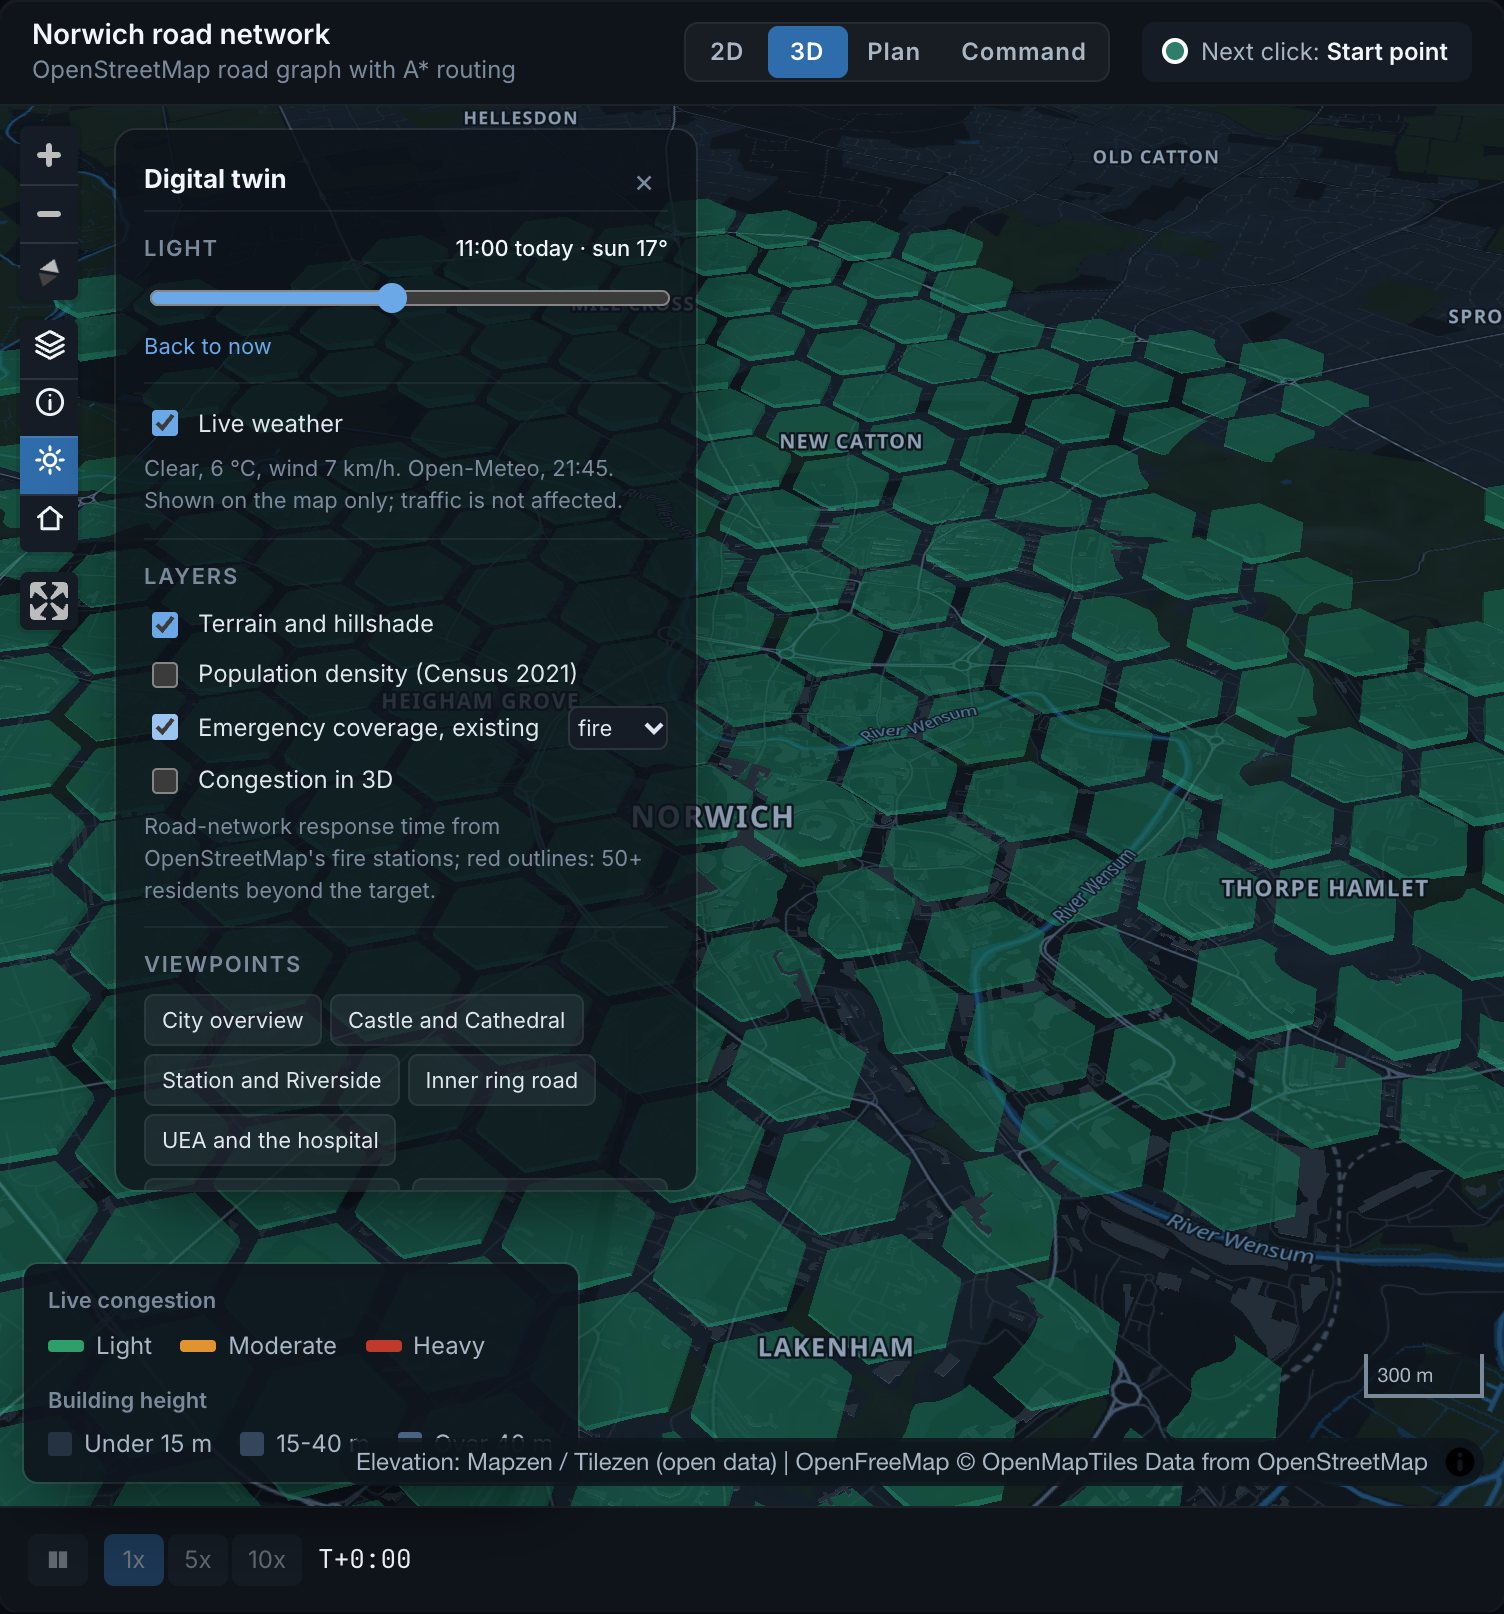 Norwich road network
OpenStreetMap road graph with A* routing
2D
3D
Plan
Command
Next click: Start point
HELLESDON
OLD CATTON
SPRO
Digital twin
LIGHT
11:00 today · sun 17°
MILE CROSS
Back to now
NEW CATTON
Live weather
Clear, 6 °C, wind 7 km/h. Open-Meteo, 21:45.
Shown on the map only; traffic is not affected.
LAYERS
Terrain and hillshade
Population density (Census 2021)
HEIGHAM GROVE
Emergency coverage, existing
fire
River Wensum
Congestion in 3D
NORWICH
Road-network response time from
OpenStreetMap's fire stations; red outlines: 50+
residents beyond the target.
River Wensum
THORPE HAMLET
VIEWPOINTS
City overview
Castle and Cathedral
Station and Riverside
Inner ring road
UEA and the hospital
River Wensum
Live congestion
Light
Moderate
Heavy
LAKENHAM
300 m
Building height
Under 15 m
15-40 m
Over 40 m
Elevation: Mapzen / Tilezen (open data) | OpenFreeMap © OpenMapTiles Data from OpenStreetMap
1x
5x
10x
T+0:00